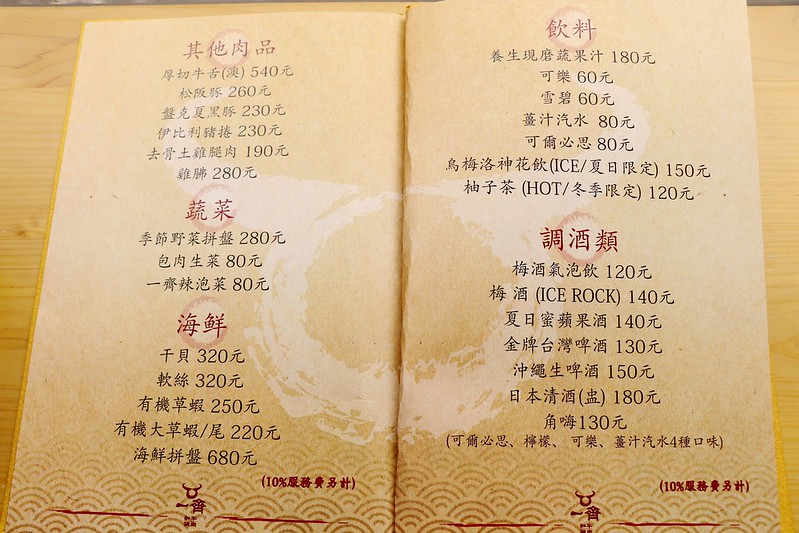 其他肉品
厚切牛舌(澳) 540元
松阪豚 260元
盤克夏黑豚 230元
伊比利豬捲 230元
去骨土雞腿肉 190元
雞腓 280元
蔬菜
季節野菜拼盤 280元
包肉生菜 80元
一齊辣泡菜 80元
海鮮
干貝 320元
軟絲 320元
有機草蝦 250元
有機大草蝦/尾 220元
海鮮拼盤 680元
(10%服務費另計)
一齊
飲料
養生現磨蔬果汁 180元
可樂 60元
雪碧 60元
薑汁汽水 80元
可爾必思 80元
烏梅洛神花飲(ICE/夏日限定) 150元
柚子茶 (HOT/冬季限定) 120元
調酒類
梅酒氣泡飲 120元
梅 酒 (ICE ROCK) 140元
夏日蜜蘋果酒 140元
金牌台灣啤酒 130元
沖繩生啤酒 150元
日本清酒(盅) 180元
角嗨130元
(可爾必思、檸檬、 可樂、薑汁汽水4種口味)
(10%服務費另計)
一齊